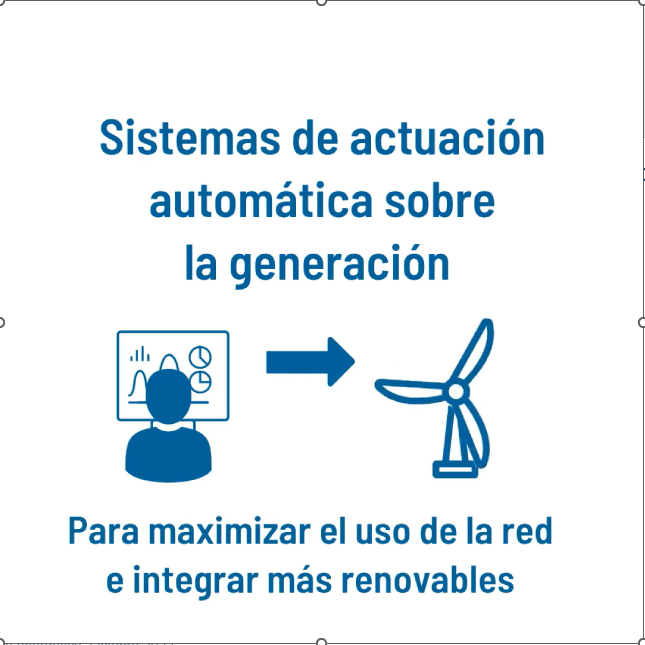 Sistemas de actuación
automática sobre
la generación
Para maximizar el uso de la red
e integrar más renovables